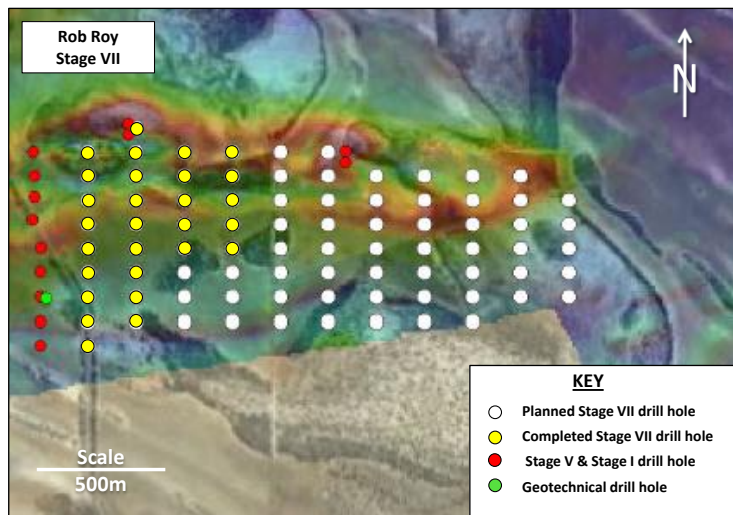 Rob Roy
Stage VII
N
KEY
Planned Stage VII drill hole
Completed Stage VII drill hole
Stage V & Stage I drill hole
Geotechnical drill hole
Scale
500m